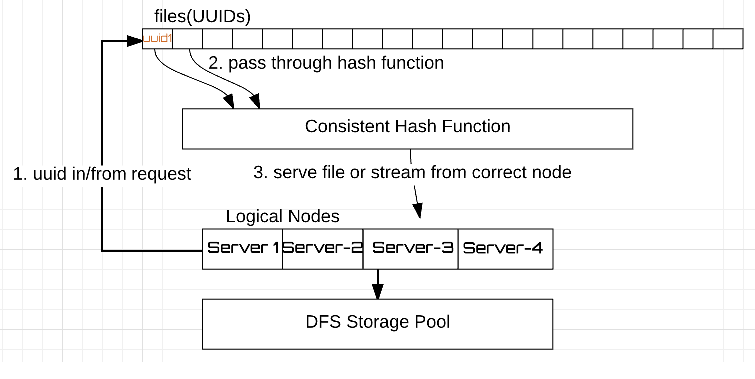 files(UUIDs)
uuid1
2. pass through hash function
Consistent Hash Function
1. uuid in/from request
3. serve file or stream from correct node
Logical Nodes
Server 1
Server-2
Server-3
Server-4
DFS Storage Pool